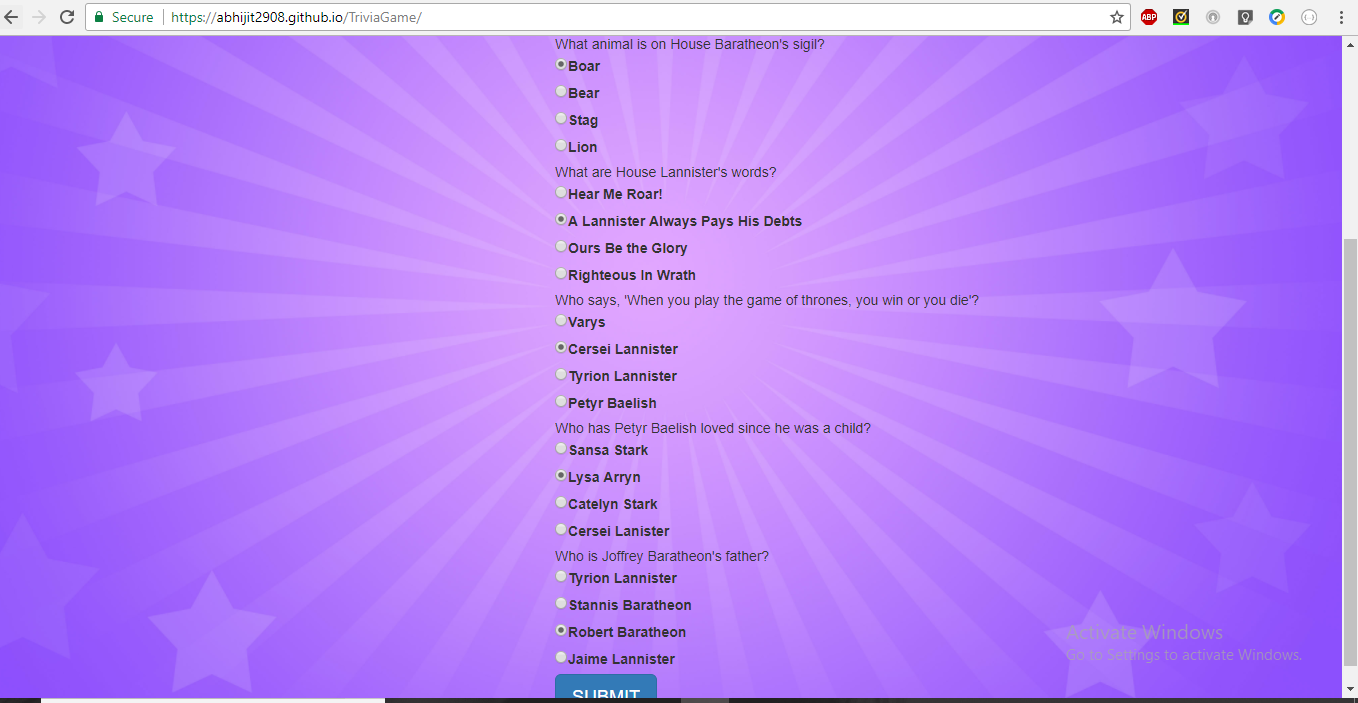 Secure https://abhijit2908.github.io/TriviaGame/
ABP
What animal is on House Baratheon's sigil?
Boar
Bear
Stag
Lion
What are House Lannister's words?
Hear Me Roar!
A Lannister Always Pays His Debts
Ours Be the Glory
Righteous In Wrath
Who says, 'When you play the game of thrones, you win or you die'?
Varys
Cersei Lannister
Tyrion Lannister
Petyr Baelish
Who has Petyr Baelish loved since he was a child?
Sansa Stark
Lysa Arryn
Catelyn Stark
Cersei Lanister
Who is Joffrey Baratheon's father?
Tyrion Lannister
Stannis Baratheon
Robert Baratheon
Jaime Lannister
SUBMIT
Activate Windows
Go to Settings to activate Windows.